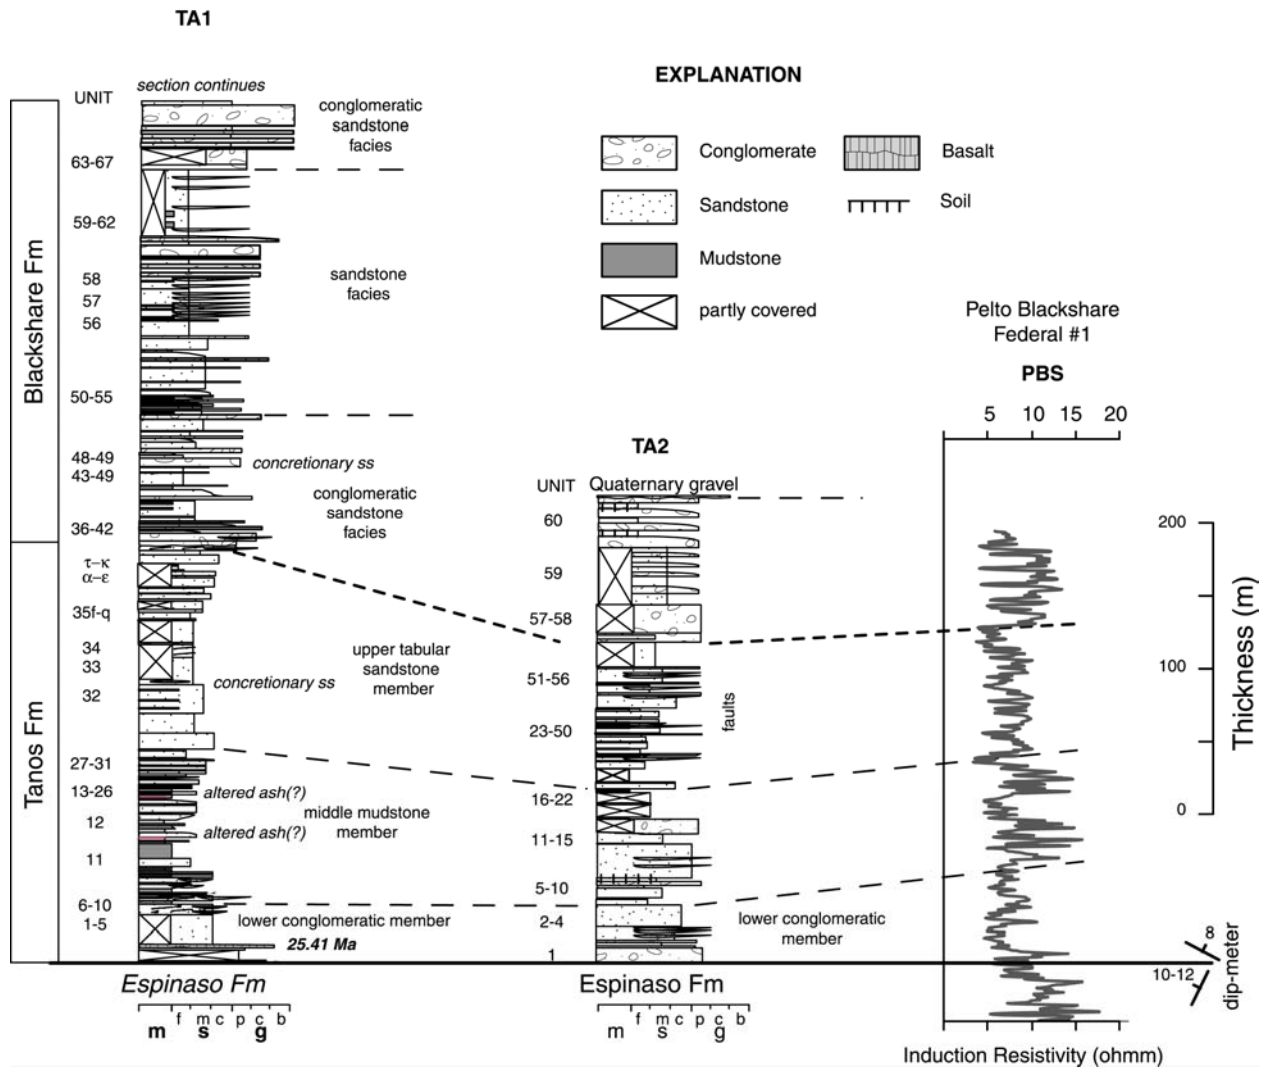 TA1
section continues
UNIT
conglomeratic
sandstone
facies
63-67
59-62
sandstone
facies
58
57
56
50-55
48-49
concretionary ss
43-49
conglomeratic
sandstone
facies
36-42
τ–κ
α–ε
35f-q
34
33
upper tabular
sandstone
member
concretionary ss
32
27-31
13-26
altered ash(?)
middle mudstone
member
12
altered ash(?)
11
6-10
1-5
lower conglomeratic member
25.41 Ma
Espinaso Fm
f m c p c b
m s g
Blackshare Fm
Tanos Fm
EXPLANATION
Conglomerate
Basalt
Sandstone
Soil
Mudstone
partly covered
TA2
UNIT
Quaternary gravel
60
59
57-58
51-56
23-50
faults
16-22
11-15
5-10
2-4
lower conglomeratic
member
1
Espinaso Fm
f m c p c b
m s g
Pelto Blackshare
Federal #1
PBS
5 10 15 20
200
100
0
Thickness (m)
8
10-12
dip-meter
Induction Resistivity (ohmm)